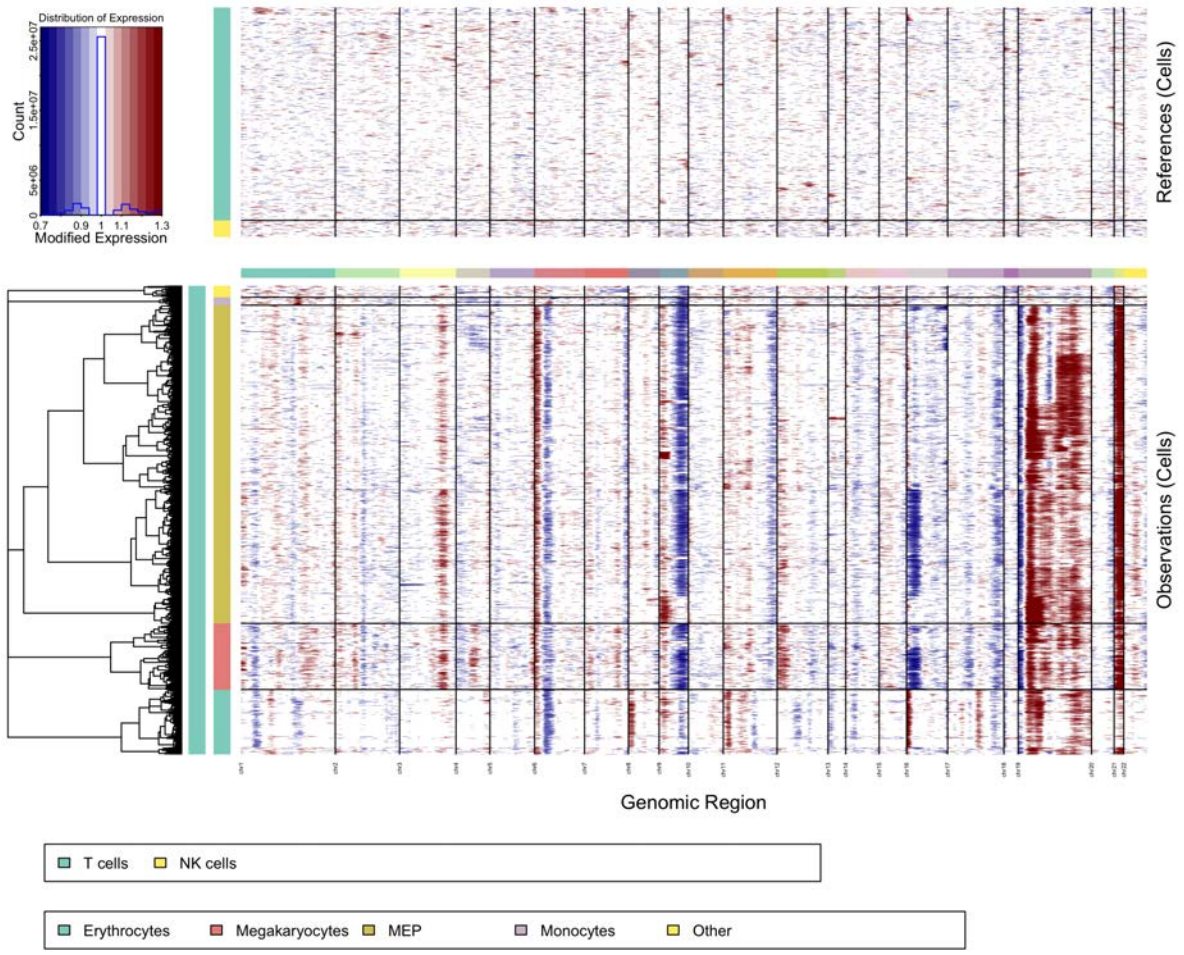 Distribution of Expression
Count
0
5e+06
1.5e+07
2.5e+07
0.7
0.9
1
1.1
1.3
Modified Expression
References (Cells)
Observations (Cells)
chr1
chr2
chr3
chr4
chr5
chr6
chr7
chr8
chr9
chr10
chr11
chr12
chr13
chr14
chr15
chr16
chr17
chr18
chr19
chr20
chr21
chr22
Genomic Region
T cells NK cells
Erythrocytes Megakaryocytes MEP Monocytes Other